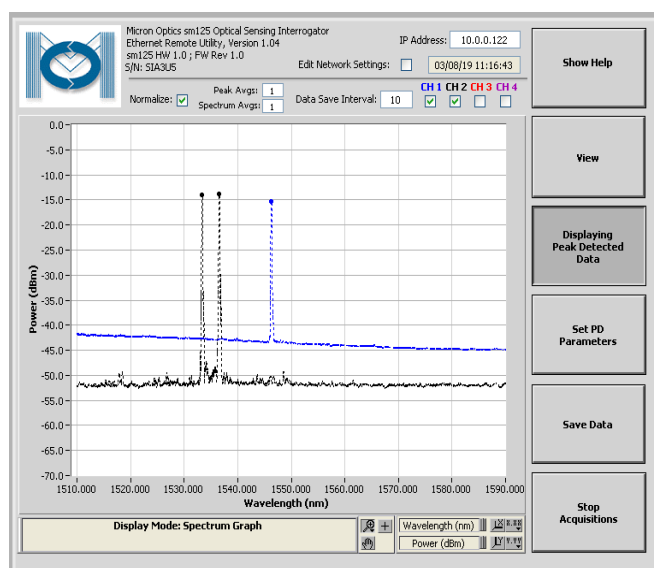 Micron Optics sm125 Optical Sensing Interrogator
Ethernet Remote Utility, Version 1.04
sm125 HW 1.0 ; FW Rev 1.0
S/N: SIA3U5
IP Address: 10.0.0.122
Edit Network Settings: 03/08/19 11:16:43
Normalize: Peak Avgs: 1
Spectrum Avgs: 1
Data Save Interval: 10
CH 1 CH 2 CH 3 CH 4
Show Help
View
Displaying
Peak Detected
Data
Set PD
Parameters
Save Data
Stop
Acquisitions
Power (dBm)
0.0
-5.0
-10.0
-15.0
-20.0
-25.0
-30.0
-35.0
-40.0
-45.0
-50.0
-55.0
-60.0
-65.0
-70.0
1510.000 1520.000 1530.000 1540.000 1550.000 1560.000 1570.000 1580.000 1590.000
Wavelength (nm)
Display Mode: Spectrum Graph
Wavelength (nm)
Power (dBm)